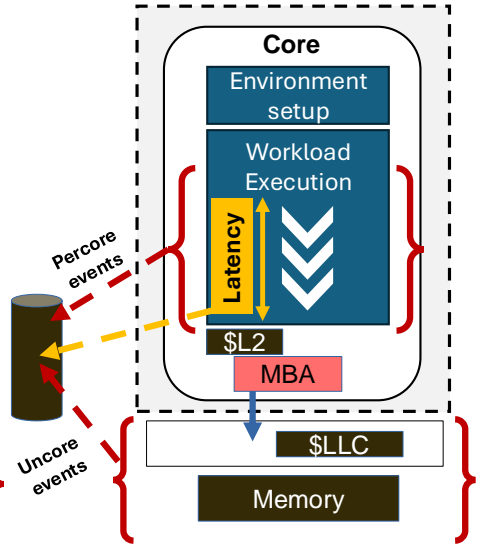 Core
Environment
setup
Workload
Execution
Latency
Percore
events
$L2
MBA
Uncore
events
$LLC
Memory